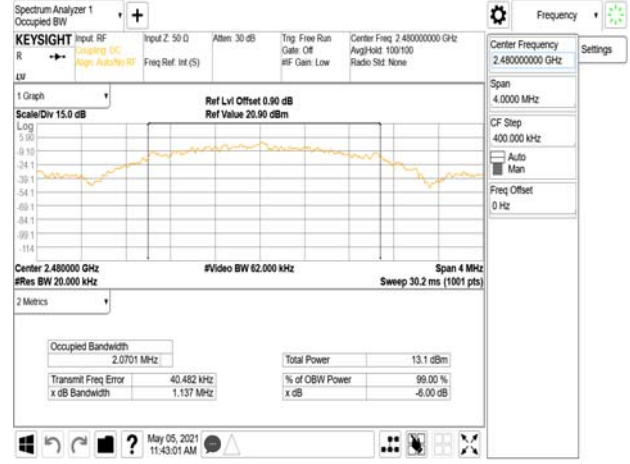 Spectrum Analyzer 1
Occupied BW
KEYSIGHT
R
Input: RF
Coupling: DC
Align: Auto/No RF
Input Z: 50 Ω
Freq Ref: Int (S)
Atten: 30 dB
Trig: Free Run
Gate: Off
#IF Gain: Low
Center Freq: 2.480000000 GHz
Avg|Hold: 100/100
Radio Std: None
LV
1 Graph
Scale/Div 15.0 dB
Ref Lvl Offset 0.90 dB
Ref Value 20.90 dBm
Log
5.90
-9.10
-24.1
-39.1
-54.1
-69.1
-84.1
-99.1
-114
Center 2.480000 GHz
#Res BW 20.000 kHz
#Video BW 62.000 kHz
Span 4 MHz
Sweep 30.2 ms (1001 pts)
2 Metrics
Occupied Bandwidth
2.0701 MHz
Total Power 13.1 dBm
Transmit Freq Error 40.482 kHz
% of OBW Power 99.00 %
x dB Bandwidth 1.137 MHz
x dB -6.00 dB
May 05, 2021
11:43:01 AM
Frequency
Settings
Center Frequency
2.480000000 GHz
Span
4.0000 MHz
CF Step
400.000 kHz
Auto
Man
Freq Offset
0 Hz